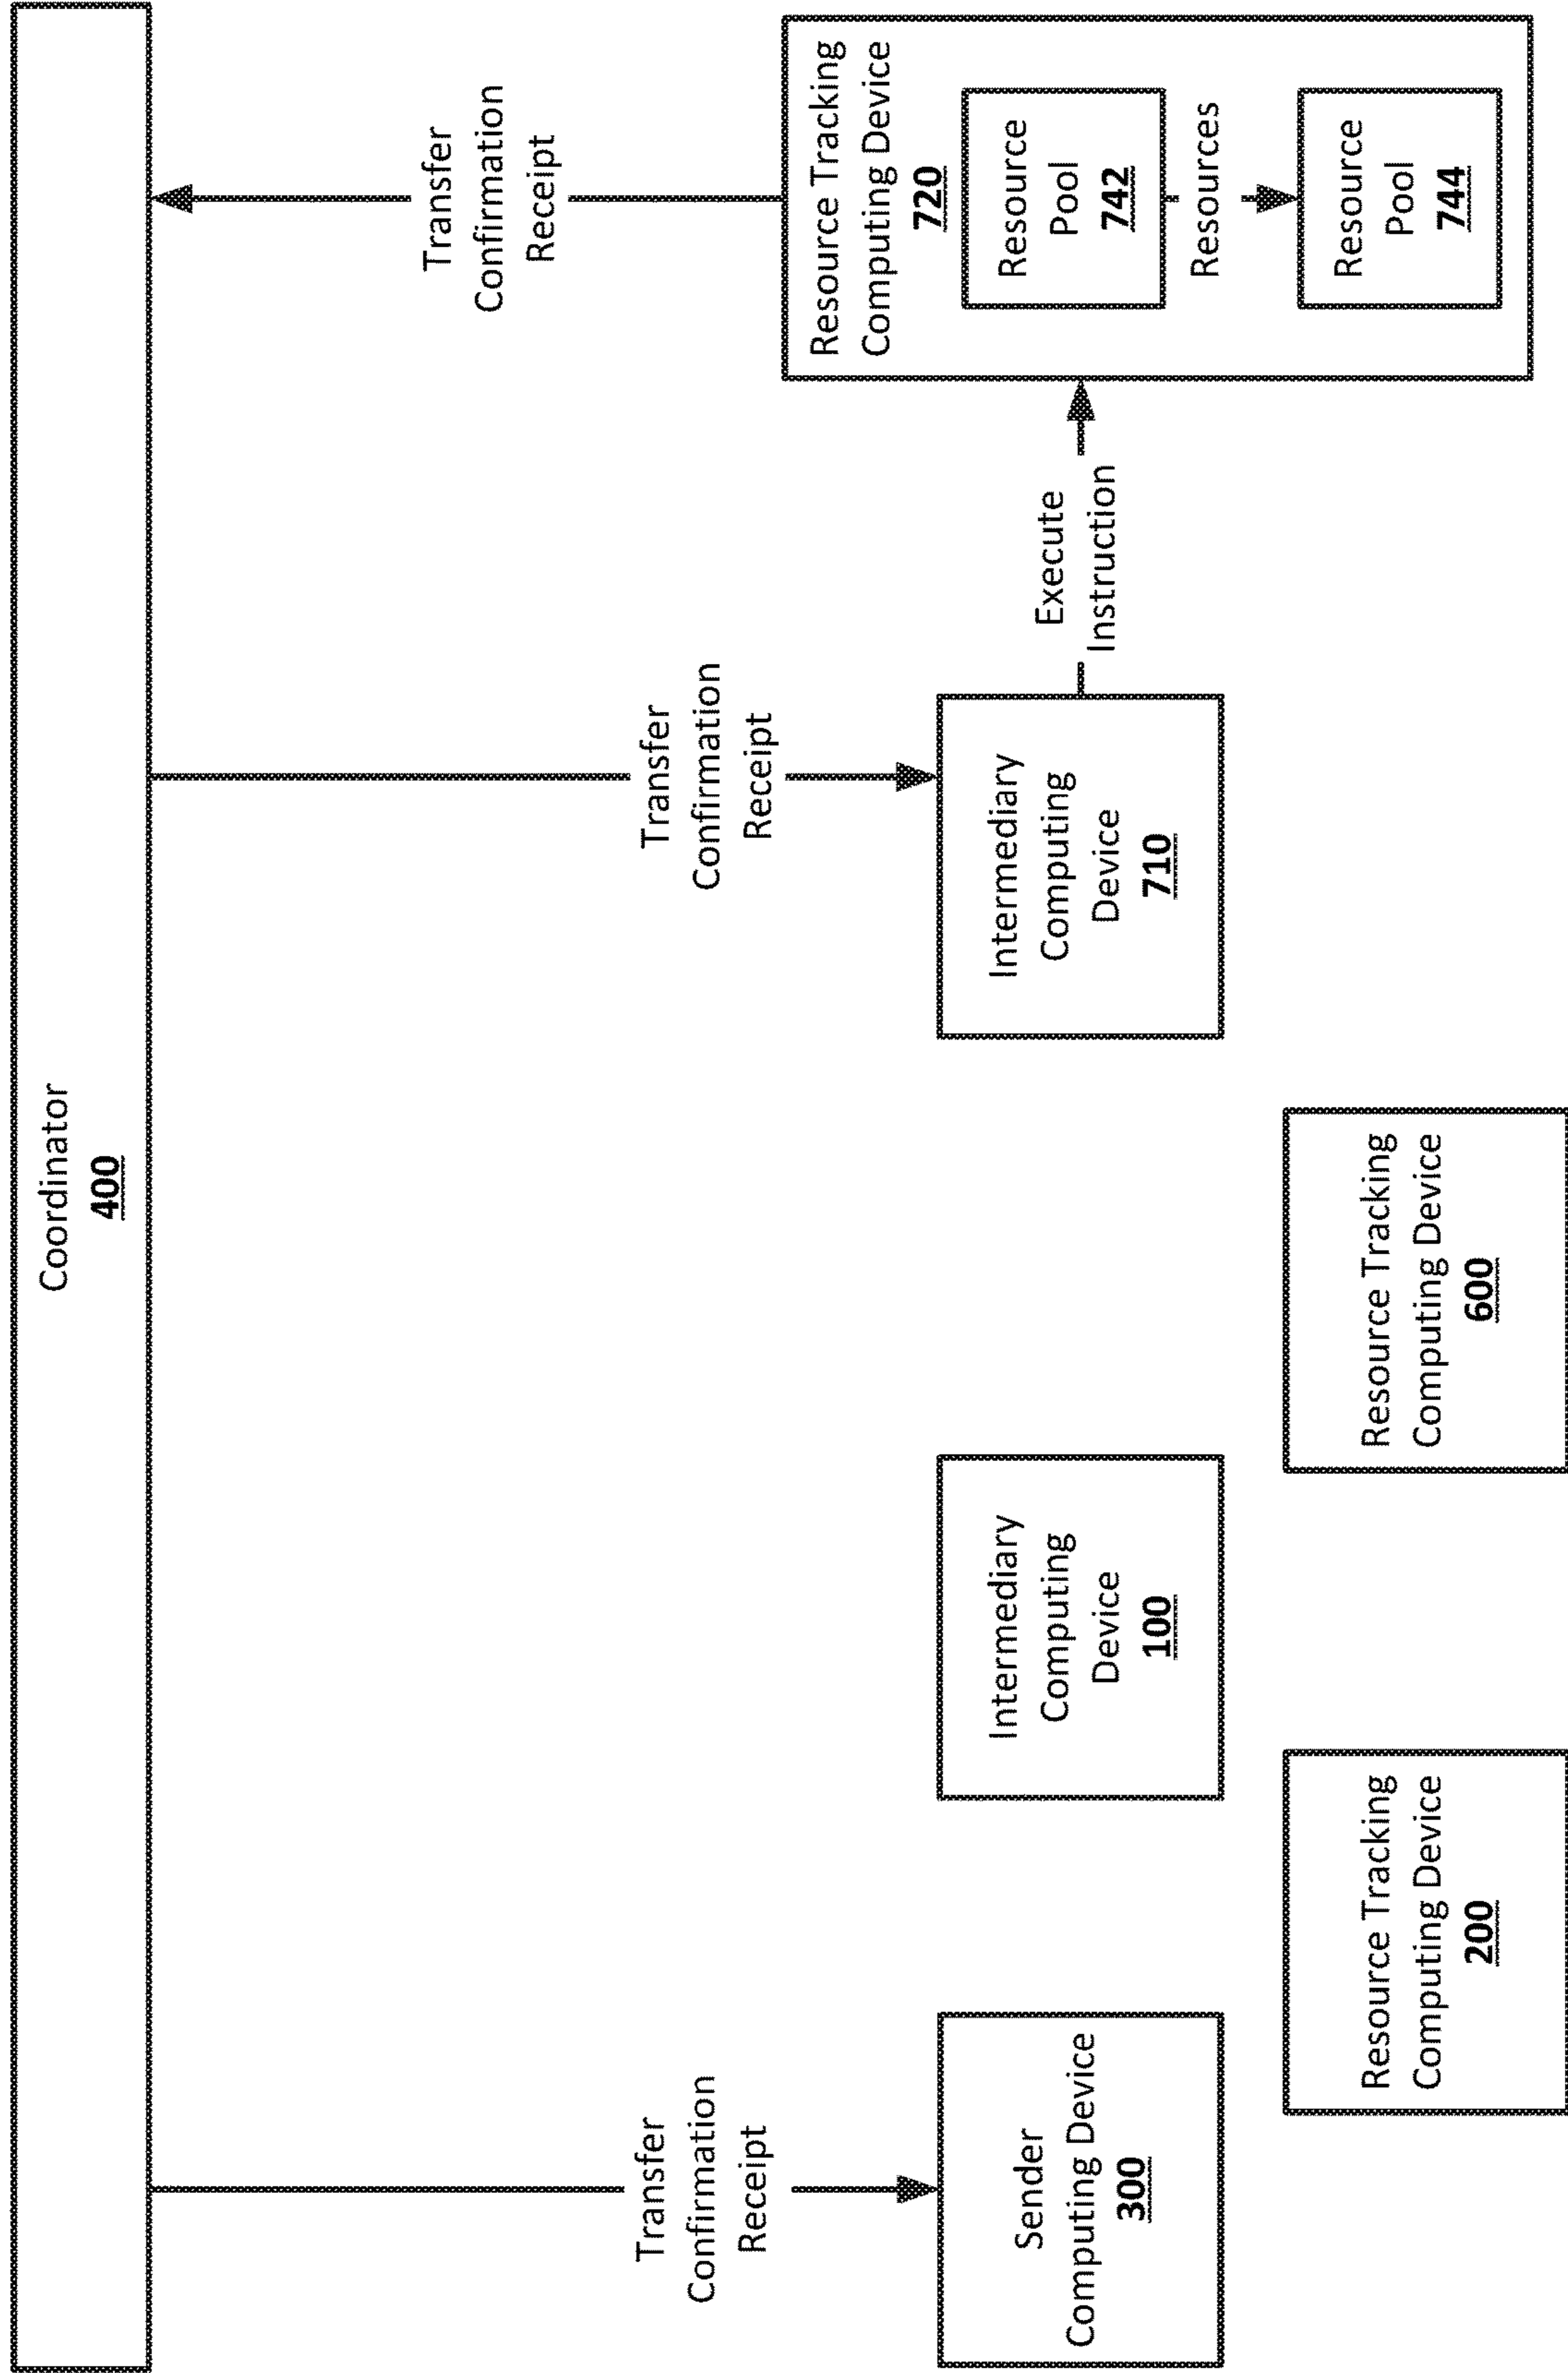 Coordinator
400
Transfer
Confirmation
Receipt
Transfer
Confirmation
Receipt
Transfer
Confirmation
Receipt
Sender
Computing Device
300
Intermediary
Computing
Device
100
Intermediary
Computing
Device
710
Execute
Instruction
Resource Tracking
Computing Device
720
Resource
Pool
742
Resources
Resource
Pool
744
Resource Tracking
Computing Device
200
Resource Tracking
Computing Device
600